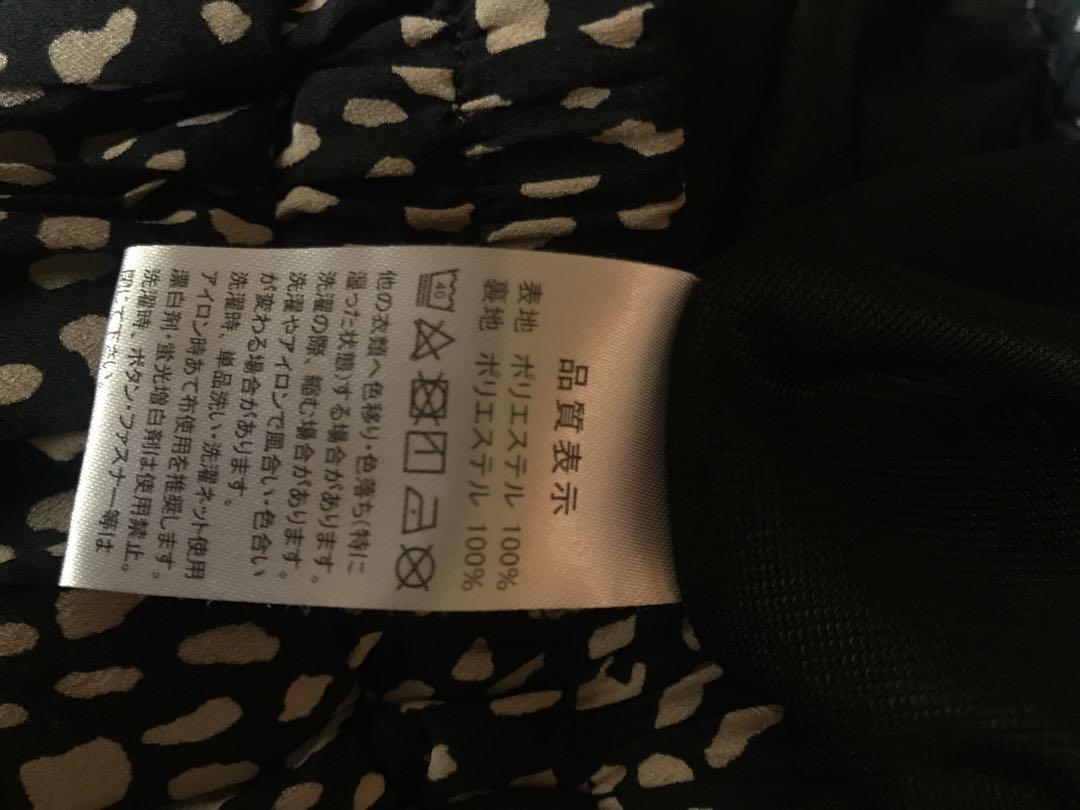 品質表示
表地 ポリエステル 100%
裏地 ポリエステル 100%
40
他の衣類へ色移り・色落ち(特に
湿った状態)する場合があります。
洗濯の際、縮む場合があります。
洗濯やアイロンで風合い・色合い
が変わる場合があります。
洗濯時、単品洗い・洗濯ネット使用
アイロン時あて布使用を推奨します。
漂白剤・蛍光増白剤は使用禁止。
洗濯時、ボタン・ファスナー等は
閉じて下さい